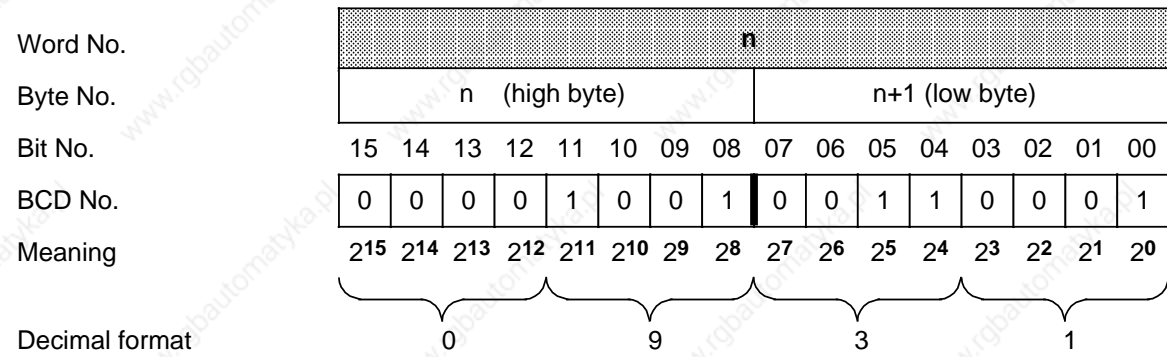 Word No. n
Byte No. n (high byte) n+1 (low byte)
Bit No. 15 14 13 12 11 10 09 08 07 06 05 04 03 02 01 00
BCD No. 0 0 0 0 1 0 0 1 0 0 1 1 0 0 0 1
Meaning 2¹⁵ 2¹⁴ 2¹³ 2¹² 2¹¹ 2¹⁰ 2⁹ 2⁸ 2⁷ 2⁶ 2⁵ 2⁴ 2³ 2² 2¹ 2⁰
Decimal format 0 9 3 1